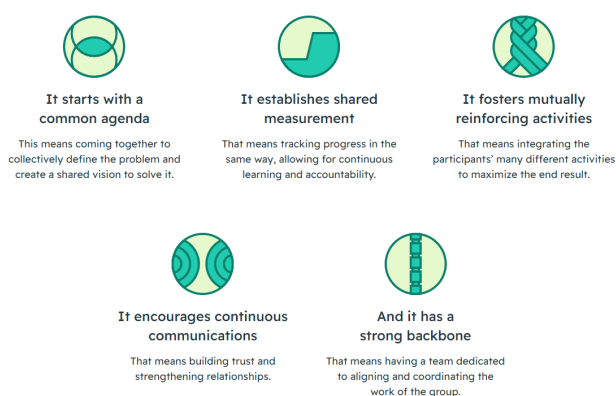 It starts with a
common agenda
This means coming together to
collectively define the problem and
create a shared vision to solve it.
It establishes shared
measurement
That means tracking progress in the
same way, allowing for continuous
learning and accountability.
It fosters mutually
reinforcing activities
That means integrating the
participants' many different activities
to maximize the end result.
It encourages continuous
communications
That means building trust and
strengthening relationships.
And it has a
strong backbone
That means having a team dedicated
to aligning and coordinating the
work of the group.